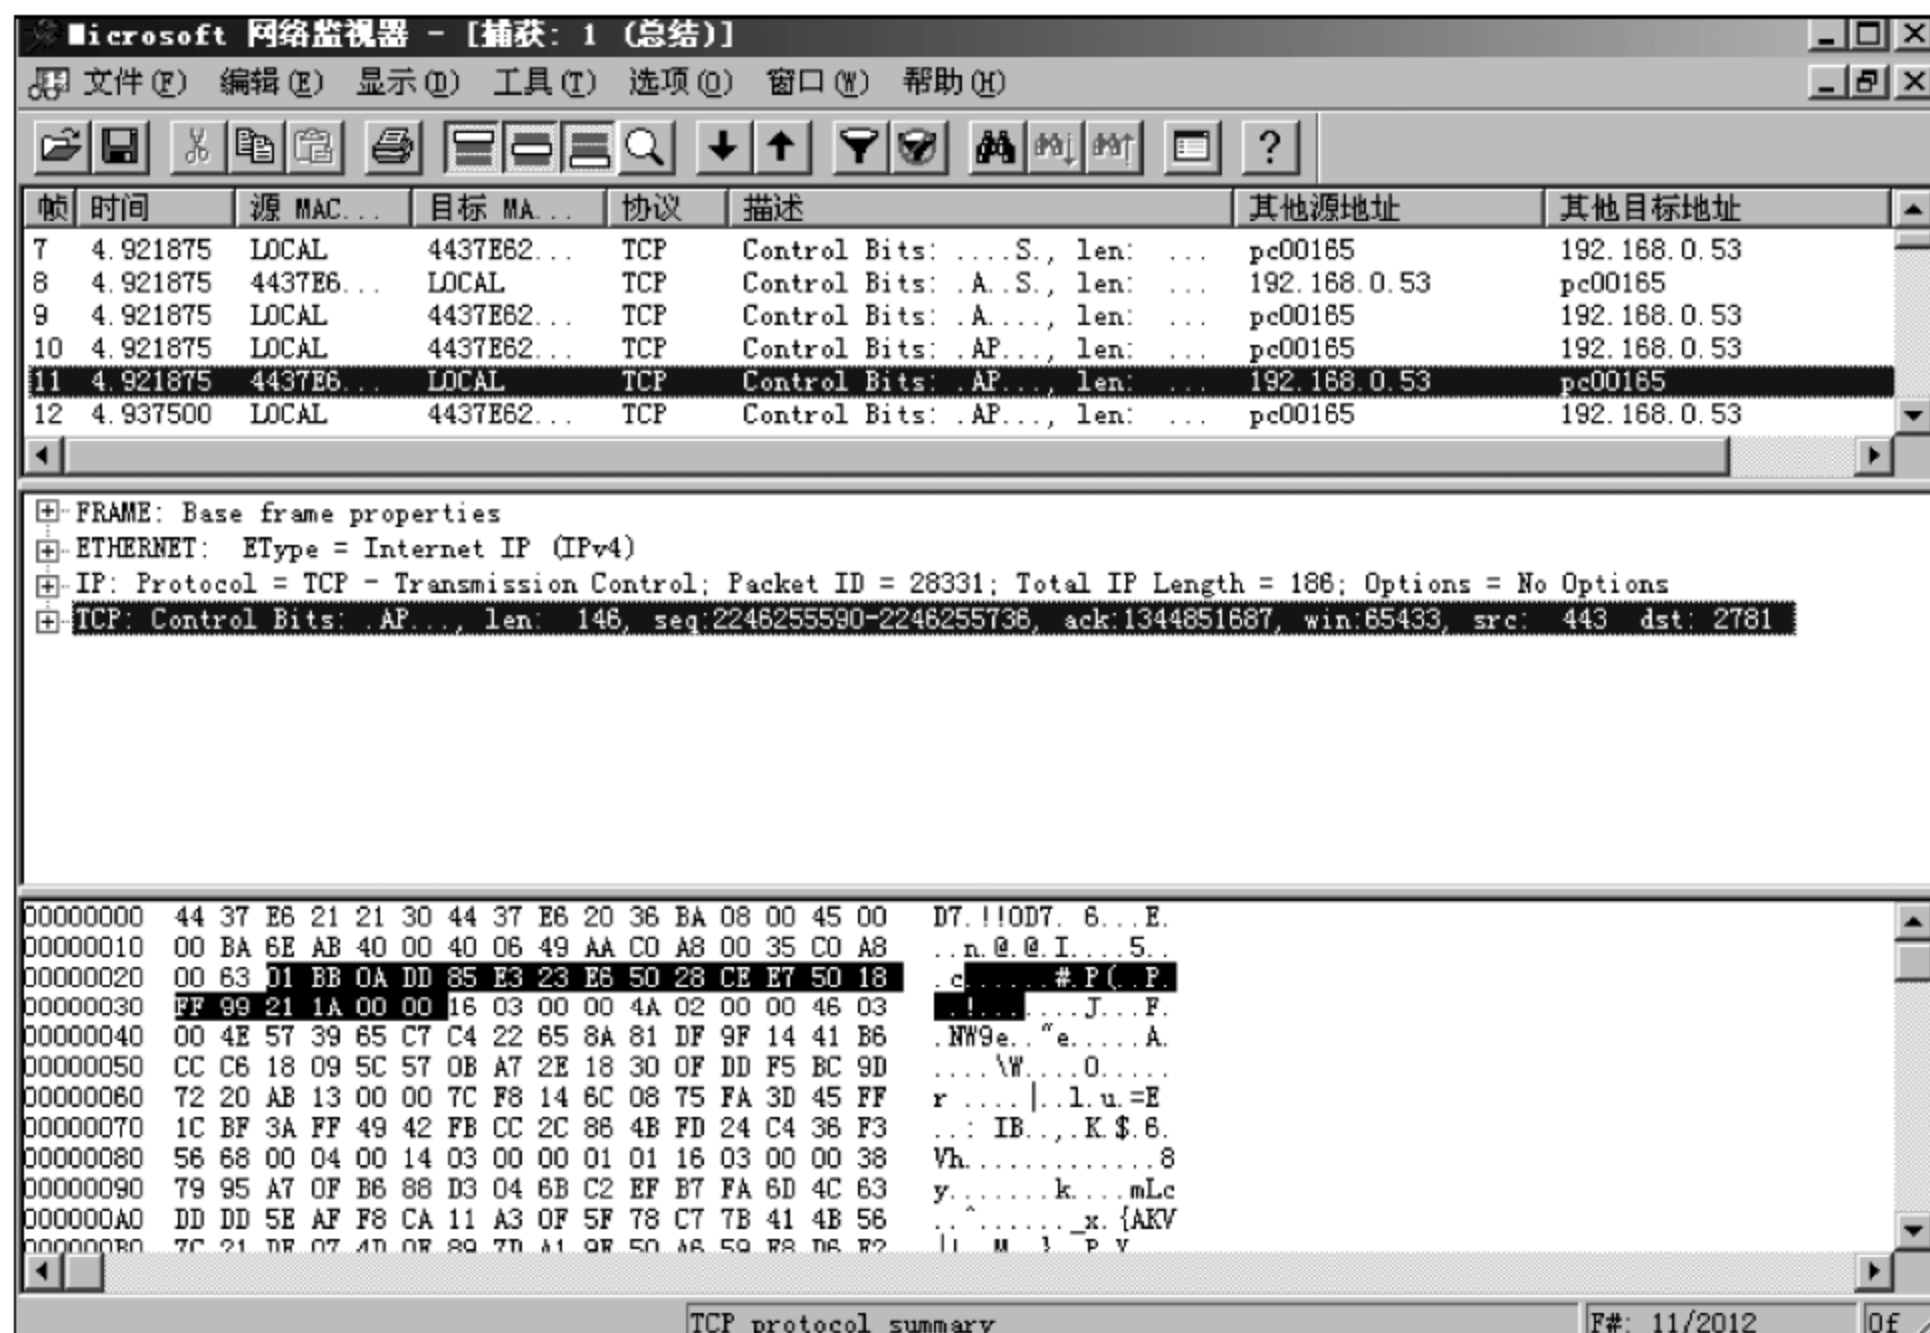 Microsoft 网络监视器 - [捕获: 1 (总结)]
文件(F) 编辑(E) 显示(D) 工具(T) 选项(O) 窗口(W) 帮助(H)
帧 时间 源 MAC... 目标 MA... 协议 描述 其他源地址 其他目标地址
7 4.921875 LOCAL 4437E62... TCP Control Bits: ....S., len: ... pc00165 192.168.0.53
8 4.921875 4437E6... LOCAL TCP Control Bits: .A..S., len: ... 192.168.0.53 pc00165
9 4.921875 LOCAL 4437E62... TCP Control Bits: .A...., len: ... pc00165 192.168.0.53
10 4.921875 LOCAL 4437E62... TCP Control Bits: .AP..., len: ... pc00165 192.168.0.53
11 4.921875 4437E6... LOCAL TCP Control Bits: .AP..., len: ... 192.168.0.53 pc00165
12 4.937500 LOCAL 4437E62... TCP Control Bits: .AP..., len: ... pc00165 192.168.0.53
FRAME: Base frame properties
ETHERNET: EType = Internet IP (IPv4)
IP: Protocol = TCP - Transmission Control; Packet ID = 28331; Total IP Length = 186; Options = No Options
TCP: Control Bits: .AP..., len: 146, seq:2246255590-2246255736, ack:1344851687, win:65433, src: 443 dst: 2781
00000000 44 37 E6 21 21 30 44 37 E6 20 36 BA 08 00 45 00 D7.!!0D7. 6...E.
00000010 00 BA 6E AB 40 00 40 06 49 AA C0 A8 00 35 C0 A8 ..n.@.@.I....5..
00000020 00 63 01 BB 0A DD 85 E3 23 E6 50 28 CE E7 50 18 .c......#.P(..P.
00000030 FF 99 21 1A 00 00 16 03 00 00 4A 02 00 00 46 03 ..!.......J...F.
00000040 00 4E 57 39 65 C7 C4 22 65 8A 81 DF 9F 14 41 B6 .NW9e.."e.....A.
00000050 CC C6 18 09 5C 57 0B A7 2E 18 30 0F DD F5 BC 9D ....\W....0.....
00000060 72 20 AB 13 00 00 7C F8 14 6C 08 75 FA 3D 45 FF r ....|..l.u.=E
00000070 1C BF 3A FF 49 42 FB CC 2C 86 4B FD 24 C4 36 F3 ..: IB..,.K.$.6.
00000080 56 68 00 04 00 14 03 00 00 01 01 16 03 00 00 38 Vh.............8
00000090 79 95 A7 0F B6 88 D3 04 6B C2 EF B7 FA 6D 4C 63 y.......k....mLc
000000A0 DD DD 5E AF F8 CA 11 A3 0F 5F 78 C7 7B 41 4B 56 ..^......_x.{AKV
000000B0 7C 21 DE 07 4D 0F 89 7D A1 9F 50 A6 59 F8 D6 F2
TCP protocol summary F#: 11/2012 Of